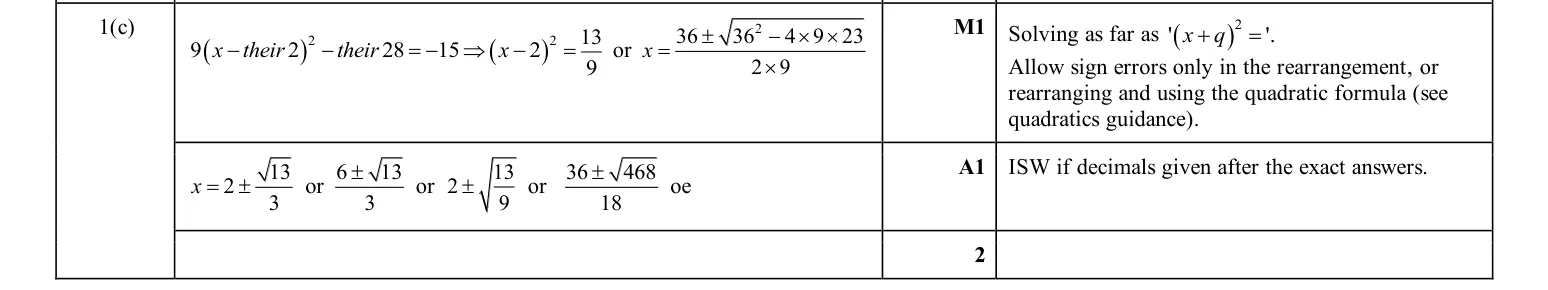 1(c)
9(x − their 2)² − their 28 = −15 ⇒ (x − 2)² = 13/9 or x = (36 ± √(36² − 4×9×23))/(2×9)
M1
Solving as far as '(x + q)² ='.
Allow sign errors only in the rearrangement, or
rearranging and using the quadratic formula (see
quadratics guidance).
x = 2 ± √13/3 or (6 ± √13)/3 or 2 ± √(13/9) or (36 ± √468)/18 oe
A1
ISW if decimals given after the exact answers.
2